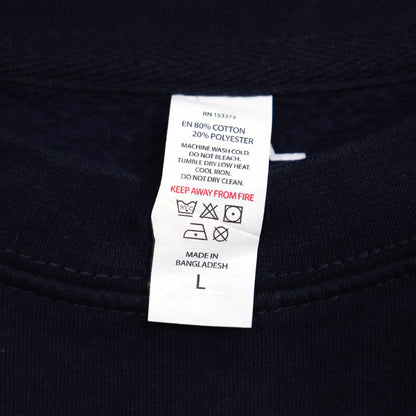 RN 153373
EN 80% COTTON
20% POLYESTER
MACHINE WASH COLD.
DO NOT BLEACH.
TUMBLE DRY LOW HEAT.
COOL IRON.
DO NOT DRY CLEAN.
KEEP AWAY FROM FIRE
MADE IN
BANGLADESH
L